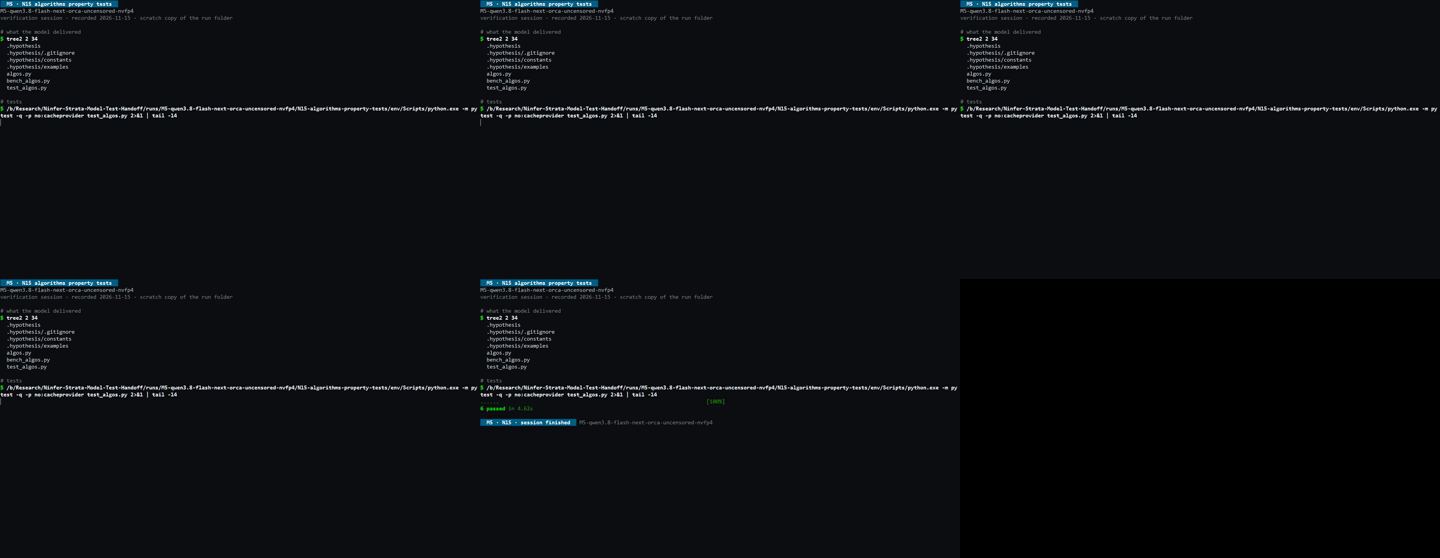 M5 · N15 algorithms property tests
M5-qwen3.8-flash-next-orca-uncensored-nvfp4
verification session - recorded 2026-11-15 - scratch copy of the run folder
# what the model delivered
$ tree2 2 34
.hypothesis
.hypothesis/.gitignore
.hypothesis/constants
.hypothesis/examples
algos.py
bench_algos.py
test_algos.py
# tests
$ /b/Research/Ninfer-Strata-Model-Test-Handoff/runs/M5-qwen3.8-flash-next-orca-uncensored-nvfp4/N15-algorithms-property-tests/env/Scripts/python.exe -m py
test -q -p no:cacheprovider test_algos.py 2>&1 | tail -14
M5 · N15 algorithms property tests
M5-qwen3.8-flash-next-orca-uncensored-nvfp4
verification session - recorded 2026-11-15 - scratch copy of the run folder
# what the model delivered
$ tree2 2 34
.hypothesis
.hypothesis/.gitignore
.hypothesis/constants
.hypothesis/examples
algos.py
bench_algos.py
test_algos.py
# tests
$ /b/Research/Ninfer-Strata-Model-Test-Handoff/runs/M5-qwen3.8-flash-next-orca-uncensored-nvfp4/N15-algorithms-property-tests/env/Scripts/python.exe -m py
test -q -p no:cacheprovider test_algos.py 2>&1 | tail -14
M5 · N15 algorithms property tests
M5-qwen3.8-flash-next-orca-uncensored-nvfp4
verification session - recorded 2026-11-15 - scratch copy of the run folder
# what the model delivered
$ tree2 2 34
.hypothesis
.hypothesis/.gitignore
.hypothesis/constants
.hypothesis/examples
algos.py
bench_algos.py
test_algos.py
# tests
$ /b/Research/Ninfer-Strata-Model-Test-Handoff/runs/M5-qwen3.8-flash-next-orca-uncensored-nvfp4/N15-algorithms-property-tests/env/Scripts/python.exe -m py
test -q -p no:cacheprovider test_algos.py 2>&1 | tail -14
M5 · N15 algorithms property tests
M5-qwen3.8-flash-next-orca-uncensored-nvfp4
verification session - recorded 2026-11-15 - scratch copy of the run folder
# what the model delivered
$ tree2 2 34
.hypothesis
.hypothesis/.gitignore
.hypothesis/constants
.hypothesis/examples
algos.py
bench_algos.py
test_algos.py
# tests
$ /b/Research/Ninfer-Strata-Model-Test-Handoff/runs/M5-qwen3.8-flash-next-orca-uncensored-nvfp4/N15-algorithms-property-tests/env/Scripts/python.exe -m py
test -q -p no:cacheprovider test_algos.py 2>&1 | tail -14
M5 · N15 algorithms property tests
M5-qwen3.8-flash-next-orca-uncensored-nvfp4
verification session - recorded 2026-11-15 - scratch copy of the run folder
# what the model delivered
$ tree2 2 34
.hypothesis
.hypothesis/.gitignore
.hypothesis/constants
.hypothesis/examples
algos.py
bench_algos.py
test_algos.py
# tests
$ /b/Research/Ninfer-Strata-Model-Test-Handoff/runs/M5-qwen3.8-flash-next-orca-uncensored-nvfp4/N15-algorithms-property-tests/env/Scripts/python.exe -m py
test -q -p no:cacheprovider test_algos.py 2>&1 | tail -14
...... [100%]
6 passed in 4.62s
M5 · N15 · session finished M5-qwen3.8-flash-next-orca-uncensored-nvfp4